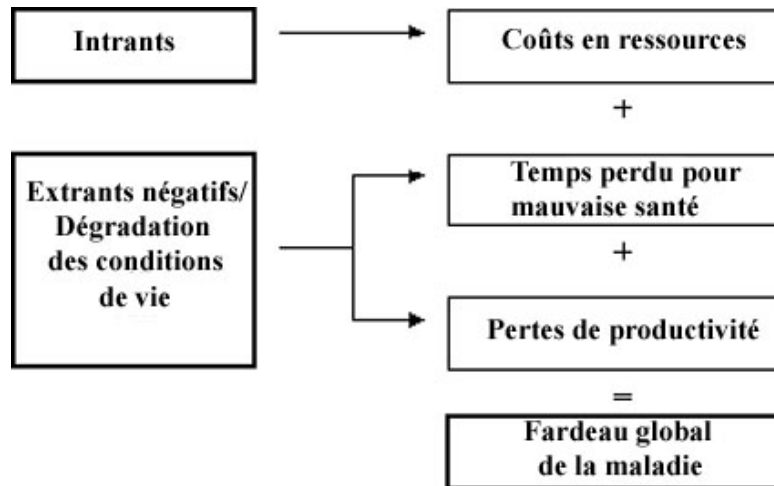 Intrants
Coûts en ressources
+
Extrants négatifs/
Dégradation
des conditions
de vie
Temps perdu pour
mauvaise santé
+
Pertes de productivité
=
Fardeau global
de la maladie